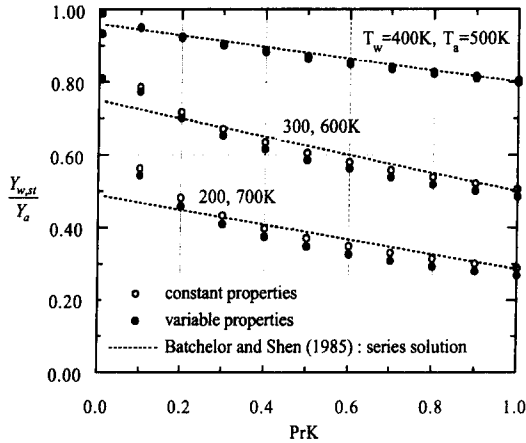 1.00
0.80
0.60
0.40
0.20
0.00
Y_{w,st}
Y_a
T_w=400K, T_a=500K
300, 600K
200, 700K
constant properties
variable properties
Batchelor and Shen (1985) : series solution
0.0 0.2 0.4 0.6 0.8 1.0
PrK